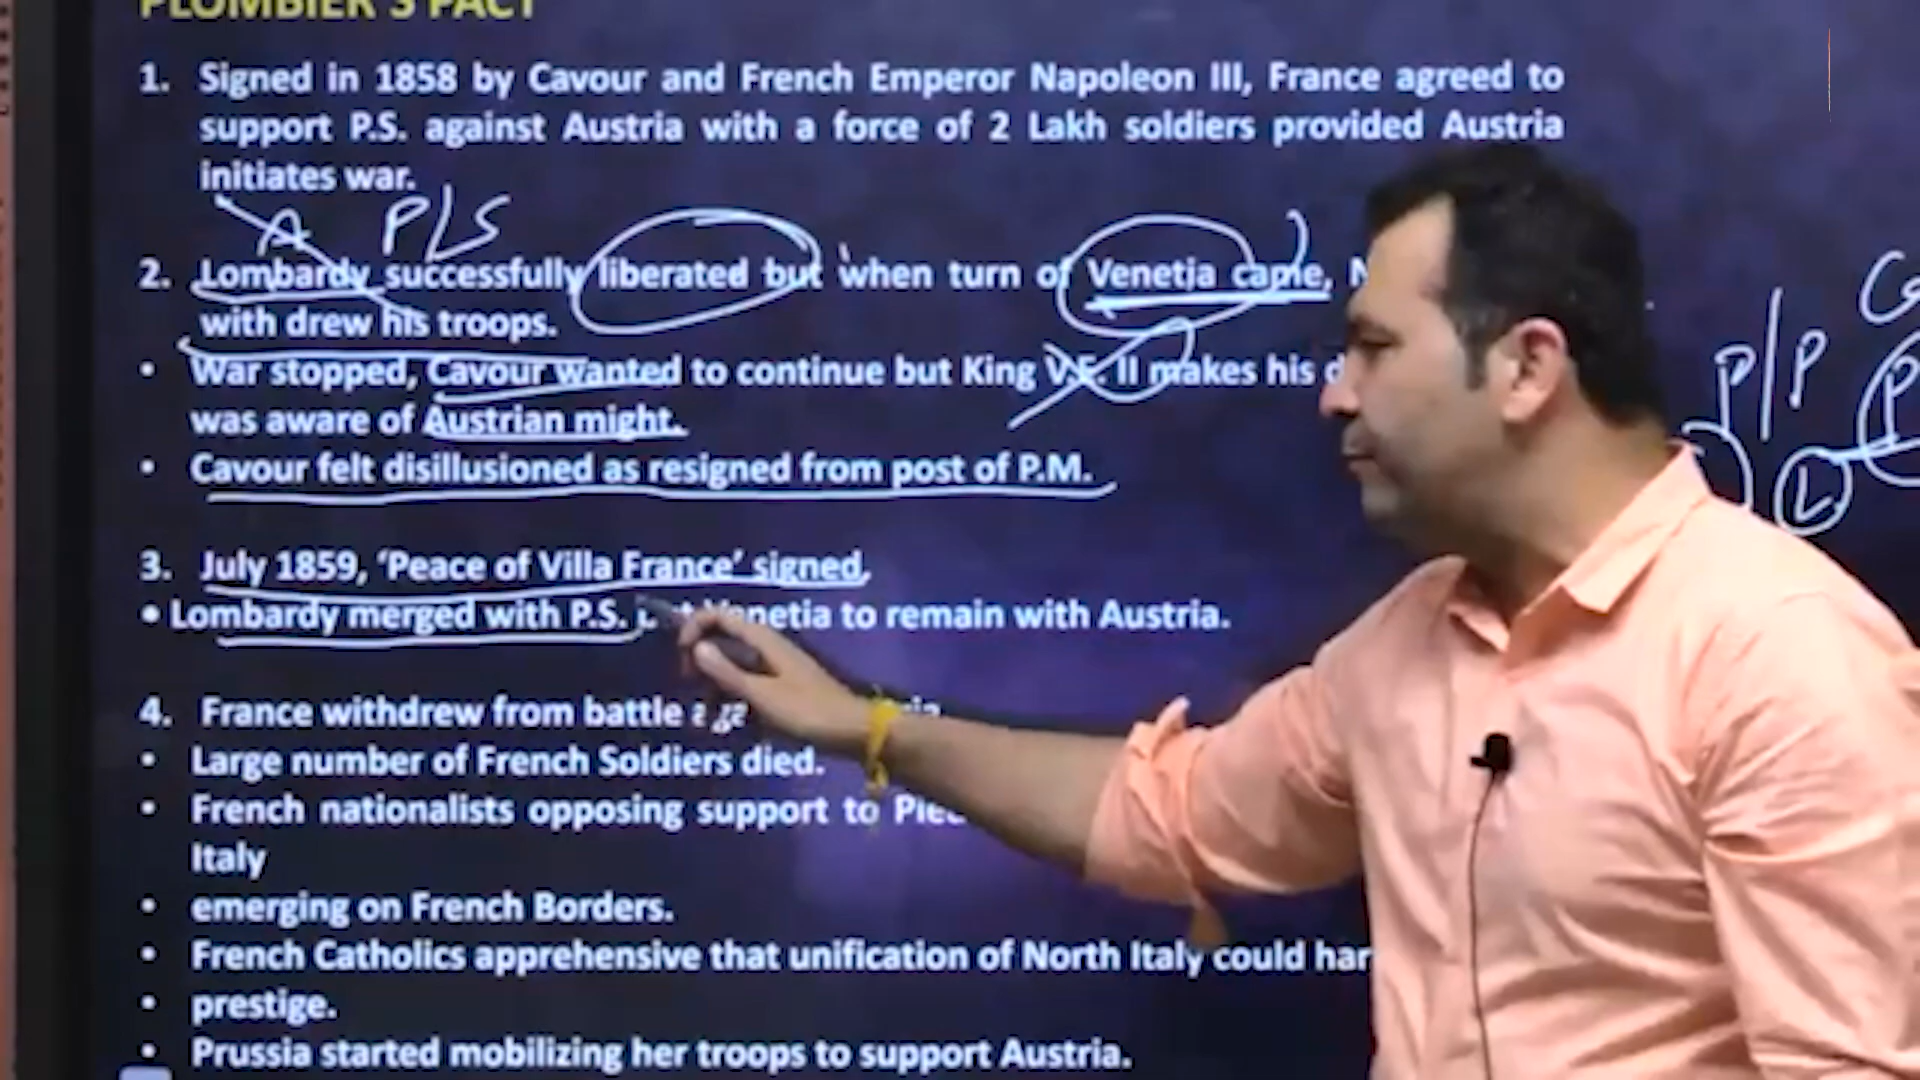 PLOMBIER'S PACT
1. Signed in 1858 by Cavour and French Emperor Napoleon III, France agreed to
support P.S. against Austria with a force of 2 Lakh soldiers provided Austria
initiates war.
A P/S
2. Lombardy successfully liberated but when turn of Venetia came, N
with drew his troops.
• War stopped, Cavour wanted to continue but King V.E. II makes his d
was aware of Austrian might.
• Cavour felt disillusioned as resigned from post of P.M.
P/P
L
3. July 1859, ‘Peace of Villa France’ signed,
• Lombardy merged with P.S. Venetia to remain with Austria.
4. France withdrew from battle
• Large number of French Soldiers died.
• French nationalists opposing support to
Italy
• emerging on French Borders.
• French Catholics apprehensive that unification of North Italy could har
• prestige.
• Prussia started mobilizing her troops to support Austria.